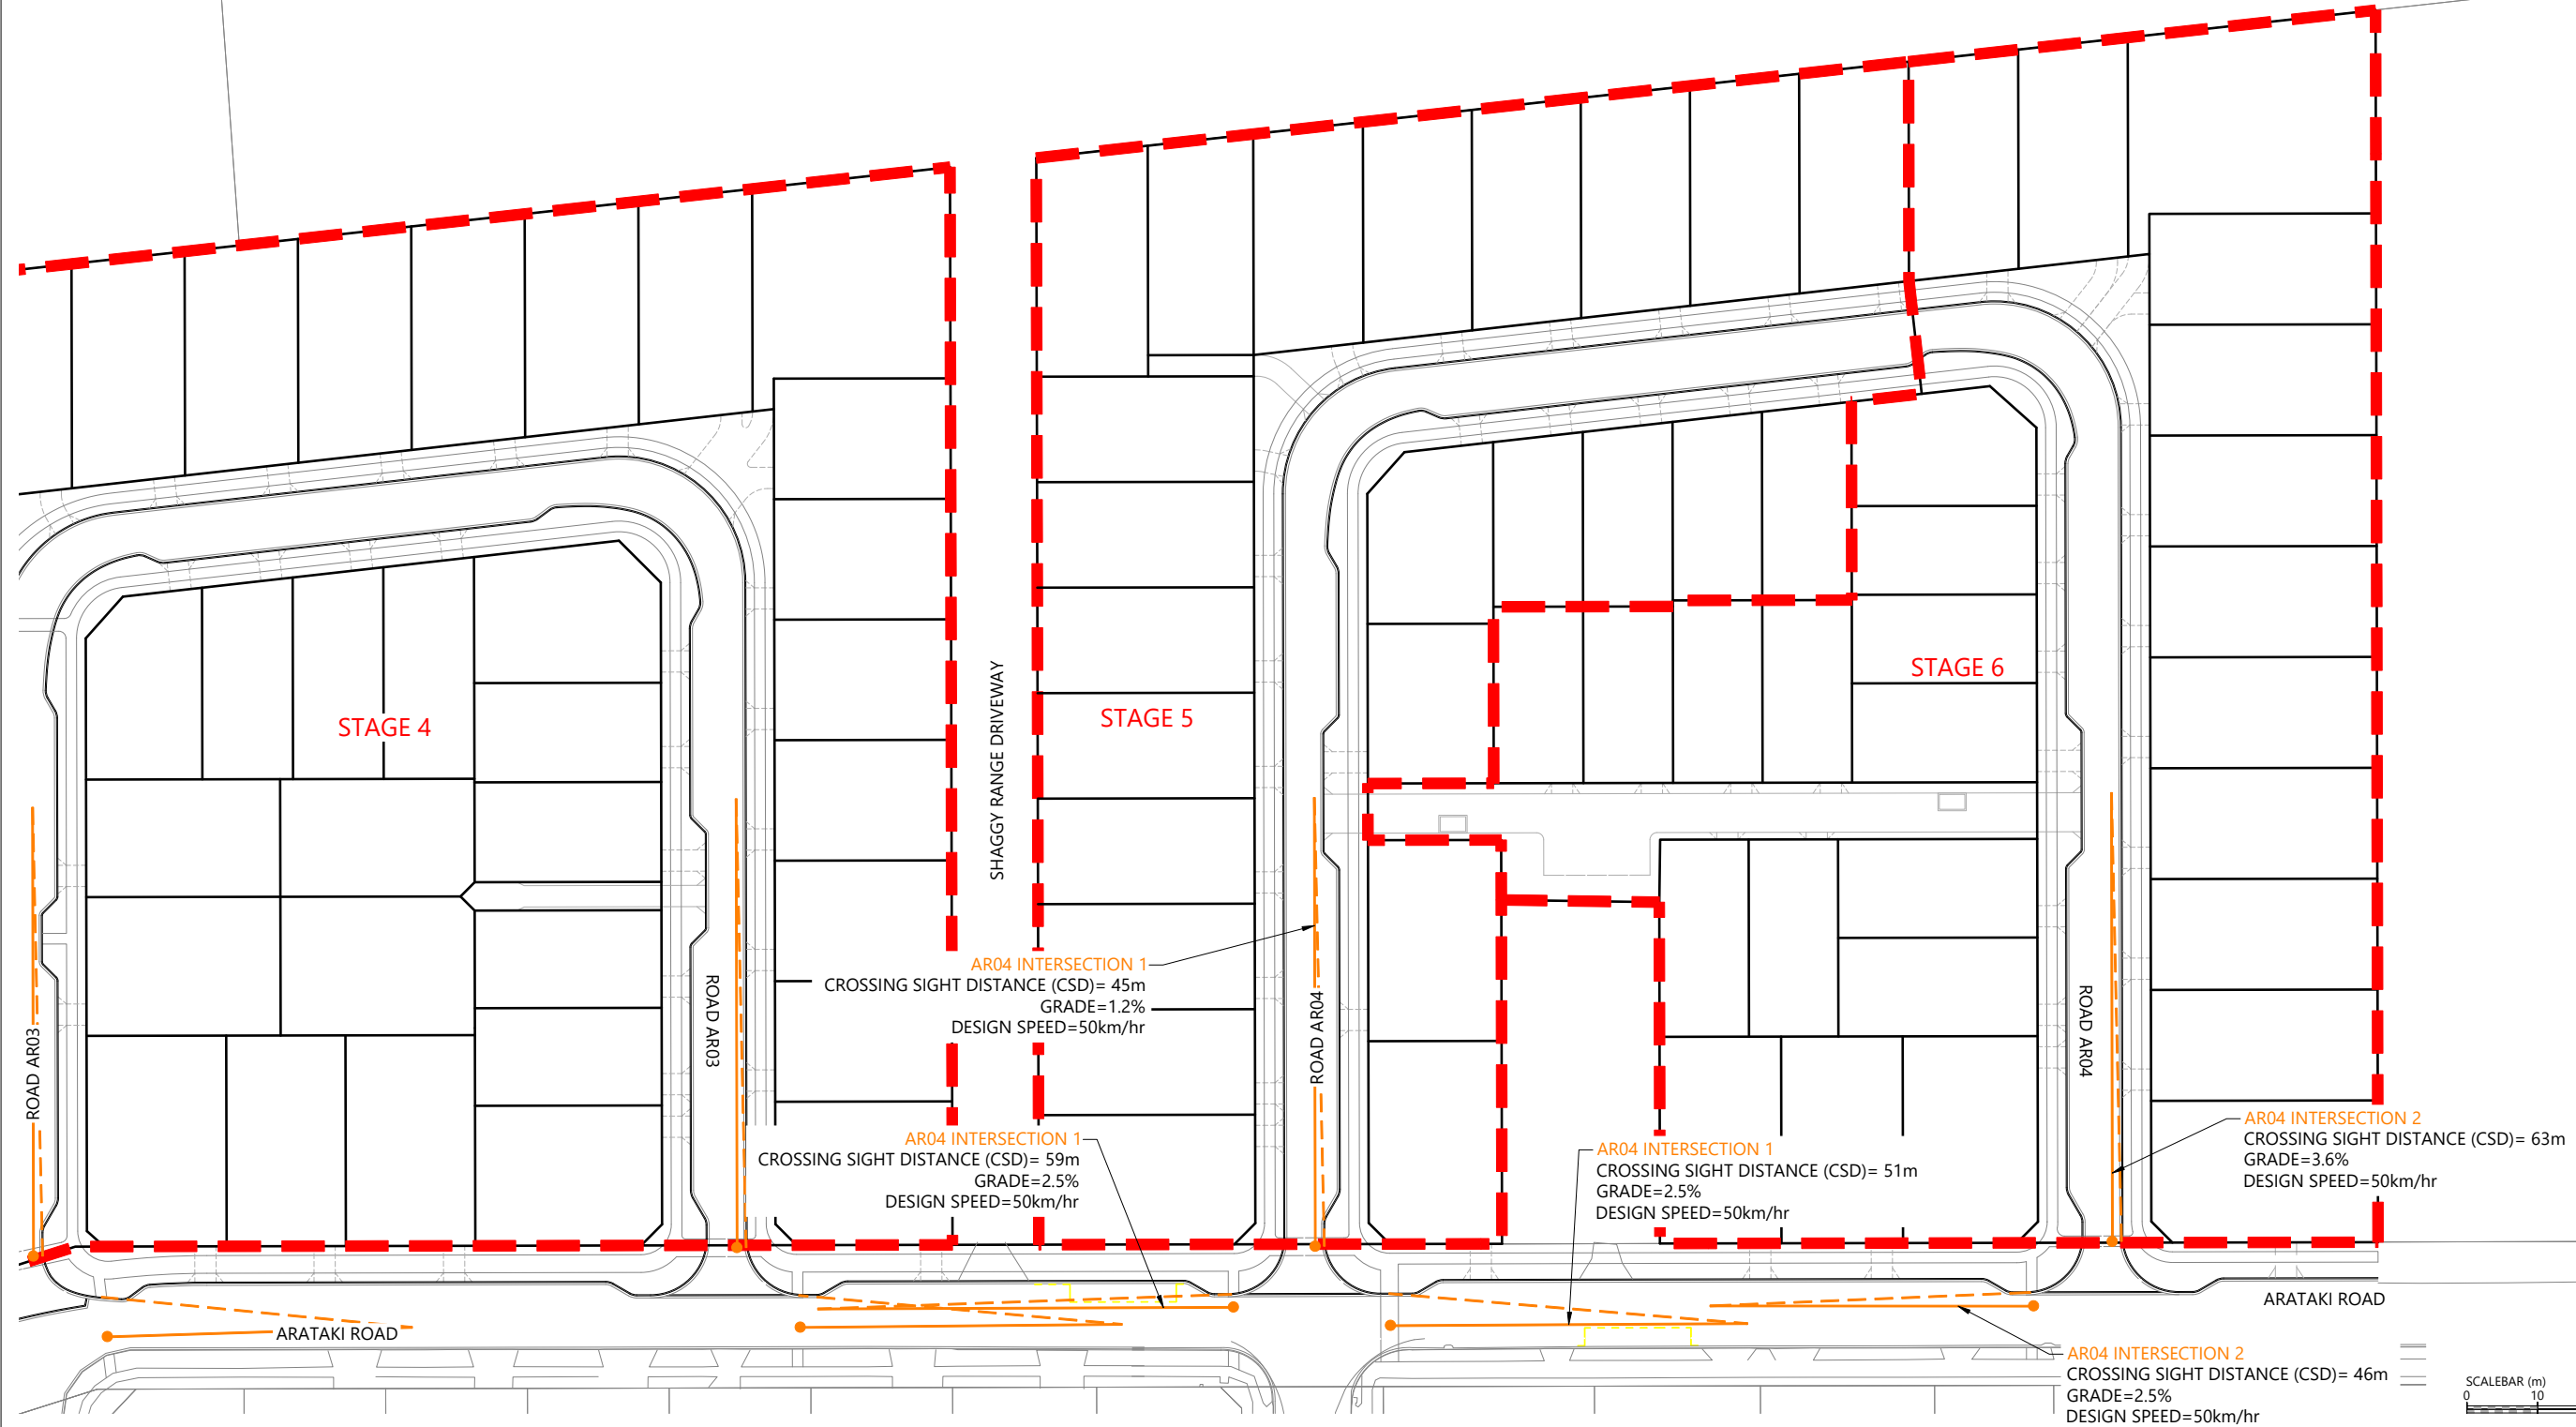 STAGE 4
STAGE 5
STAGE 6
SHAGGY RANGE DRIVEWAY
ROAD AR03
ROAD AR03
ROAD AR04
ROAD AR04
AR04 INTERSECTION 1
CROSSING SIGHT DISTANCE (CSD)= 45m
GRADE=1.2%
DESIGN SPEED=50km/hr
AR04 INTERSECTION 1
CROSSING SIGHT DISTANCE (CSD)= 59m
GRADE=2.5%
DESIGN SPEED=50km/hr
AR04 INTERSECTION 1
CROSSING SIGHT DISTANCE (CSD)= 51m
GRADE=2.5%
DESIGN SPEED=50km/hr
AR04 INTERSECTION 2
CROSSING SIGHT DISTANCE (CSD)= 63m
GRADE=3.6%
DESIGN SPEED=50km/hr
ARATAKI ROAD
ARATAKI ROAD
AR04 INTERSECTION 2
CROSSING SIGHT DISTANCE (CSD)= 46m
GRADE=2.5%
DESIGN SPEED=50km/hr
SCALEBAR (m)
0 10